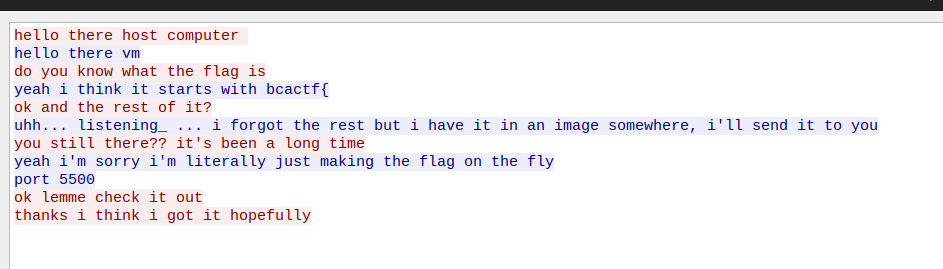 hello there host computer
hello there vm
do you know what the flag is
yeah i think it starts with bcactf{
ok and the rest of it?
uhh... listening_ ... i forgot the rest but i have it in an image somewhere, i'll send it to you
you still there?? it's been a long time
yeah i'm sorry i'm literally just making the flag on the fly
port 5500
ok lemme check it out
thanks i think i got it hopefully